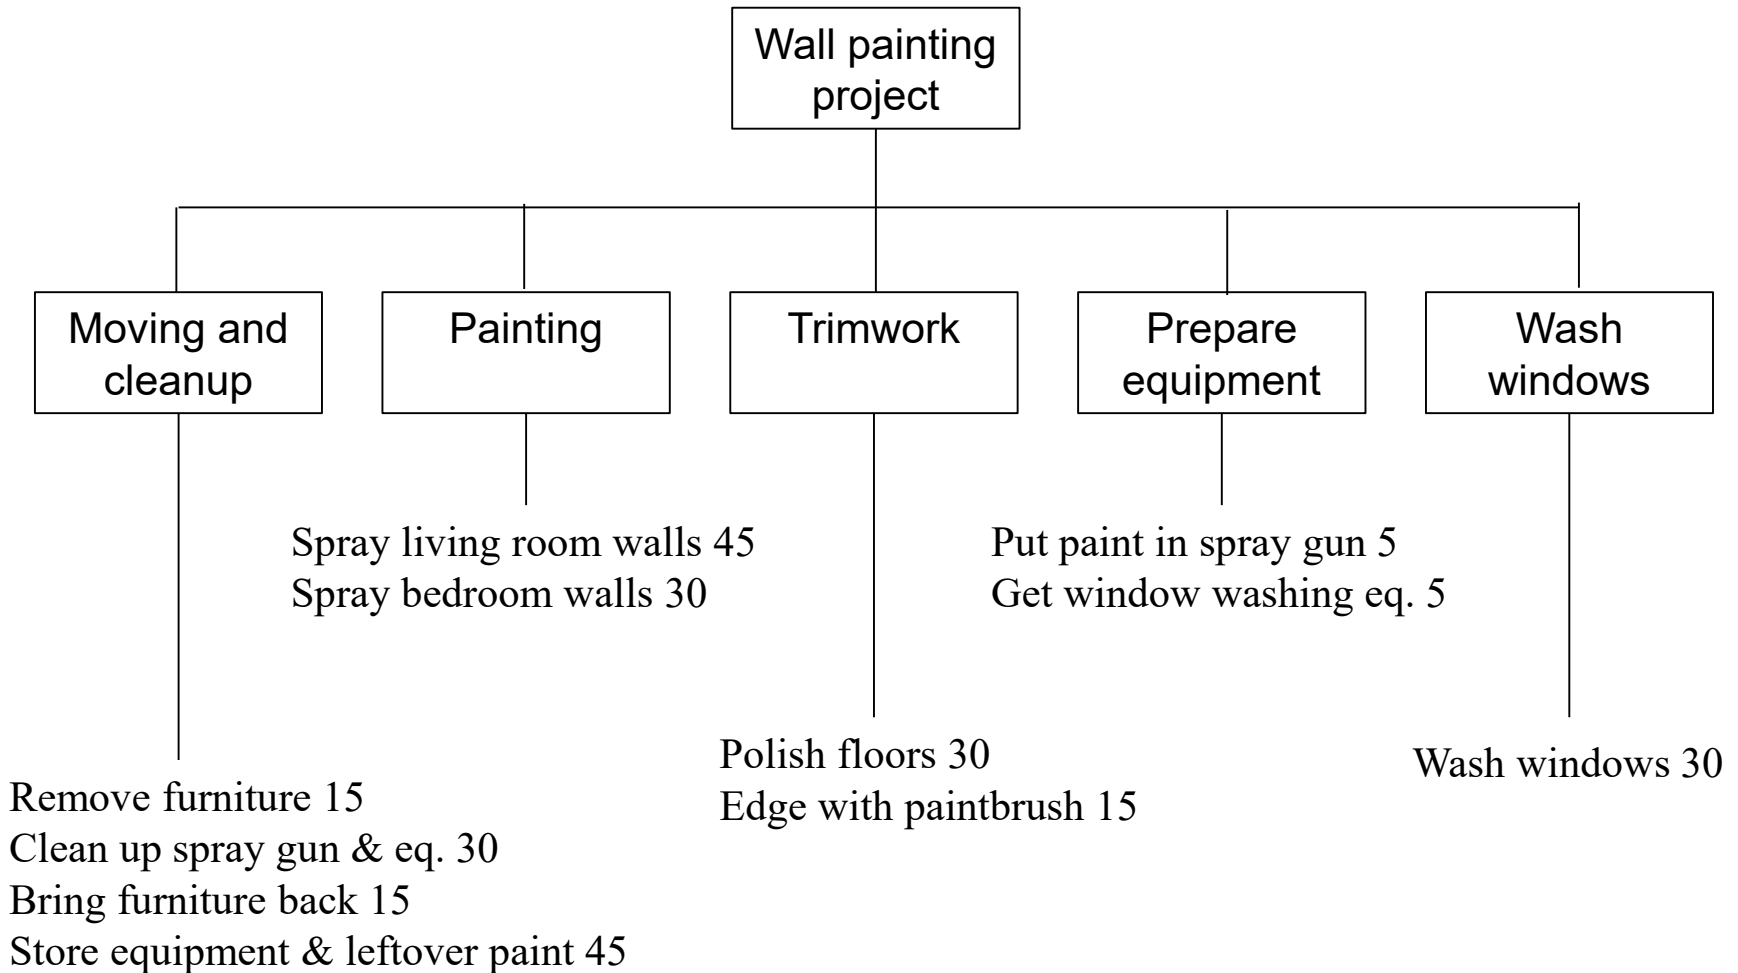 Wall painting
project
Moving and
cleanup
Painting
Trimwork
Prepare
equipment
Wash
windows
Spray living room walls 45
Spray bedroom walls 30
Put paint in spray gun 5
Get window washing eq. 5
Remove furniture 15
Clean up spray gun & eq. 30
Bring furniture back 15
Store equipment & leftover paint 45
Polish floors 30
Edge with paintbrush 15
Wash windows 30